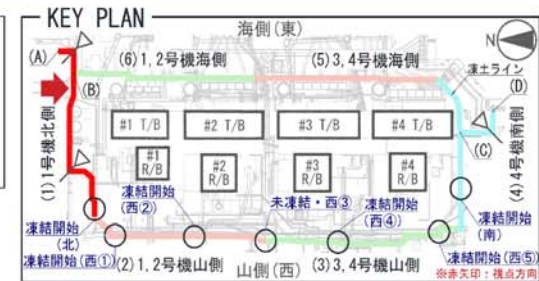 KEY PLAN
海側(東)
N
(A)
(6)1,2号機海側
(5)3,4号機海側
凍土ライン
(D)
(B)
#1 T/B
#2 T/B
#3 T/B
#4 T/B
(C)
(1)1号機北側
(4)4号機南側
#1
R/B
#2
R/B
#3
R/B
#4
R/B
凍結開始
(西②)
未凍結・西③
凍結開始
(西④)
凍結開始
(南)
凍結開始
(北)
凍結開始(西①)
(2)1,2号機山側
山側(西)
(3)3,4号機山側
凍結開始(西⑤)
※赤矢印：視点方向